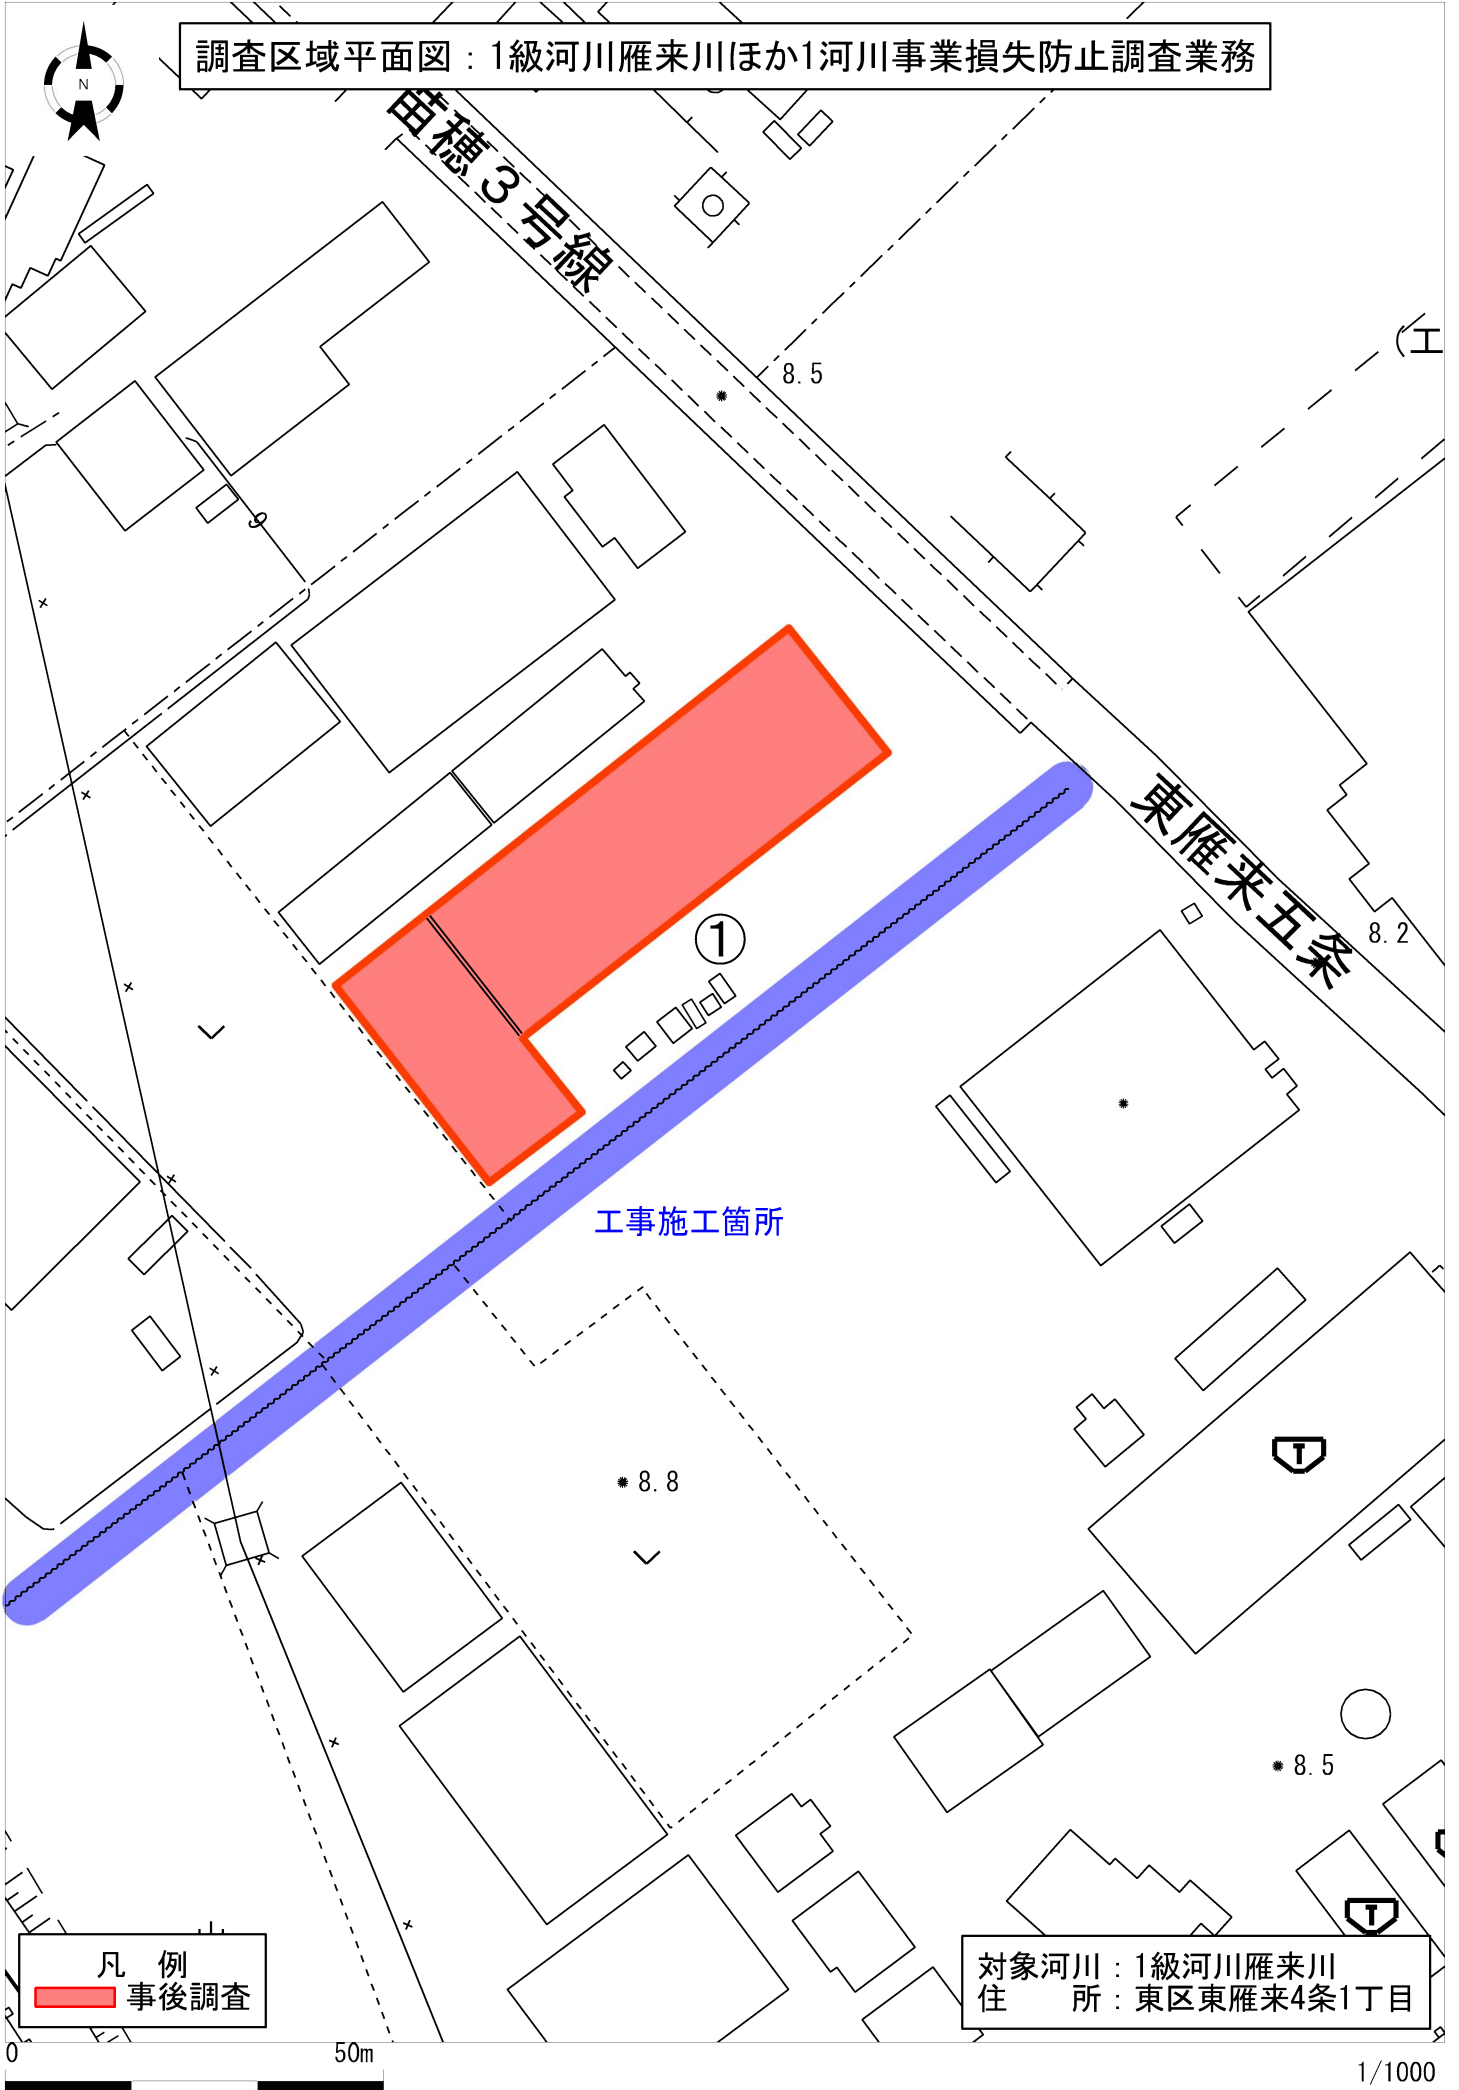 調査区域平面図：1級河川雁来川ほか1河川事業損失防止調査業務
N
苗穂３号線
(工
8.5
9
①
東雁来五条
8.2
工事施工箇所
8.8
T
8.5
T
凡　例
事後調査
対象河川：1級河川雁来川
住　　所：東区東雁来4条1丁目
0
50m
1/1000